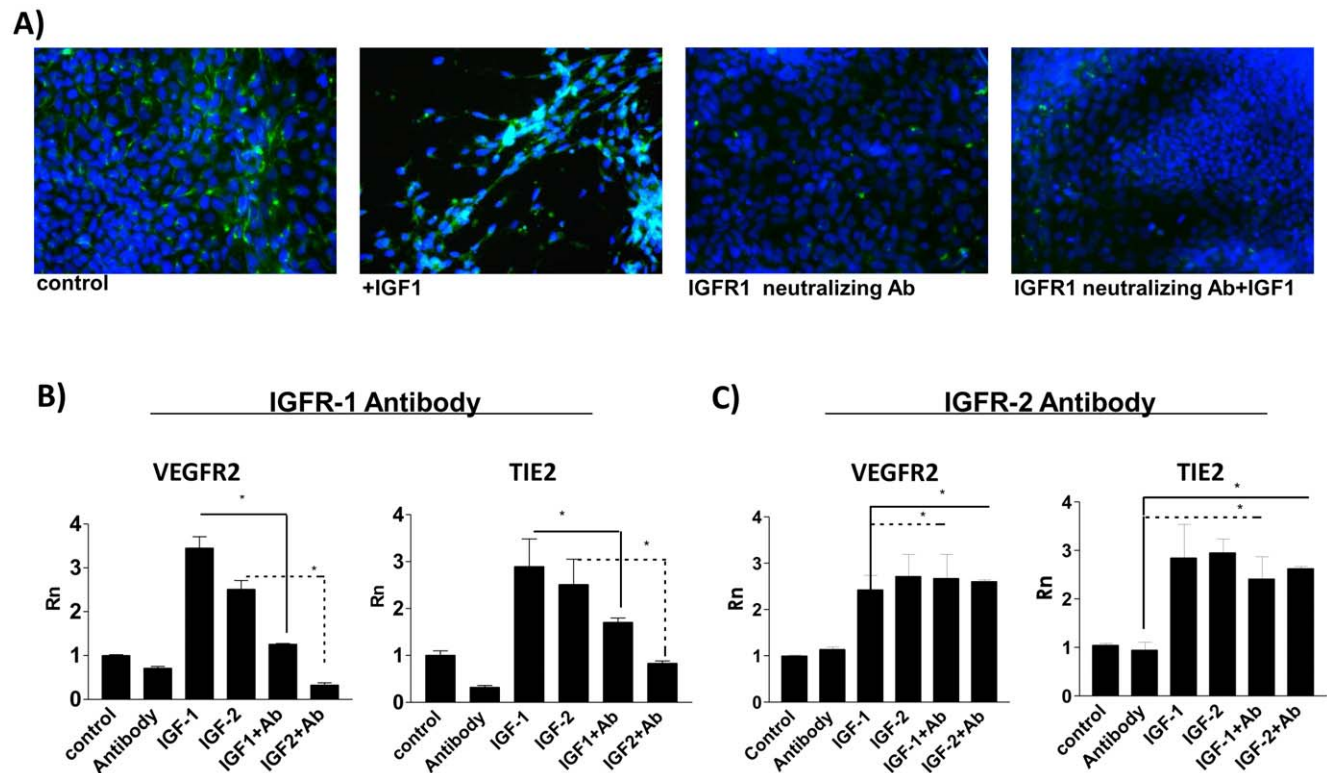 A)
control
+IGF1
IGFR1 neutralizing Ab
IGFR1 neutralizing Ab+IGF1
B)
IGFR-1 Antibody
VEGFR2
*
*
Rn
4
3
2
1
0
control
Antibody
IGF-1
IGF-2
IGF1+Ab
IGF2+Ab
TIE2
*
*
4
3
2
1
0
control
Antibody
IGF-1
IGF-2
IGF1+Ab
IGF2+Ab
C)
IGFR-2 Antibody
VEGFR2
*
*
Rn
4
3
2
1
0
control
Antibody
IGF-1
IGF-2
IGF-1+Ab
IGF-2+Ab
TIE2
*
*
Rn
4
3
2
1
0
control
Antibody
IGF-1
IGF-2
IGF-1+Ab
IGF-2+Ab